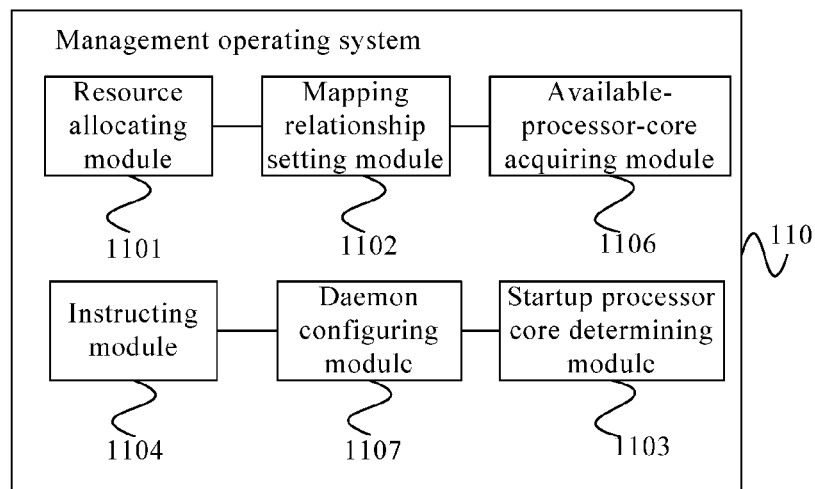 Management operating system
Resource
allocating
module
Mapping
relationship
setting module
Available-
processor-core
acquiring module
1101
1102
1106
110
Instructing
module
Daemon
configuring
module
Startup processor
core determining
module
1104
1107
1103